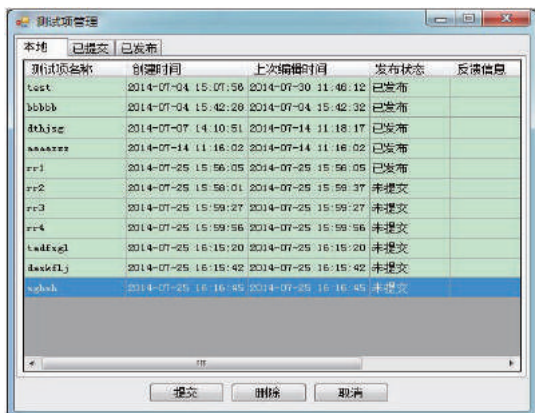 测试项管理
本地 已提交 已发布
测试项名称 创建时间 上次编辑时间 发布状态 反馈信息
test 2014-07-04 15:07:56 2014-07-30 11:46:12 已发布
bbbbb 2014-07-04 15:42:28 2014-07-04 15:42:32 已发布
dthjsg 2014-07-07 14:10:51 2014-07-14 11:18:17 已发布
2014-07-14 11:16:02 2014-07-14 11:16:02 已发布
rr1 2014-07-25 15:56:05 2014-07-25 15:56:05 已发布
rr2 2014-07-25 15:58:01 2014-07-25 15:59:37 未提交
rr3 2014-07-25 15:59:27 2014-07-25 15:59:27 未提交
rr4 2014-07-25 15:59:56 2014-07-25 15:59:56 未提交
2014-07-25 16:15:20 2014-07-25 16:15:20 未提交
2014-07-25 16:15:42 2014-07-25 16:15:42 未提交
2014-07-25 16:16:45 2014-07-25 16:16:45 未提交
提交 删除 取消